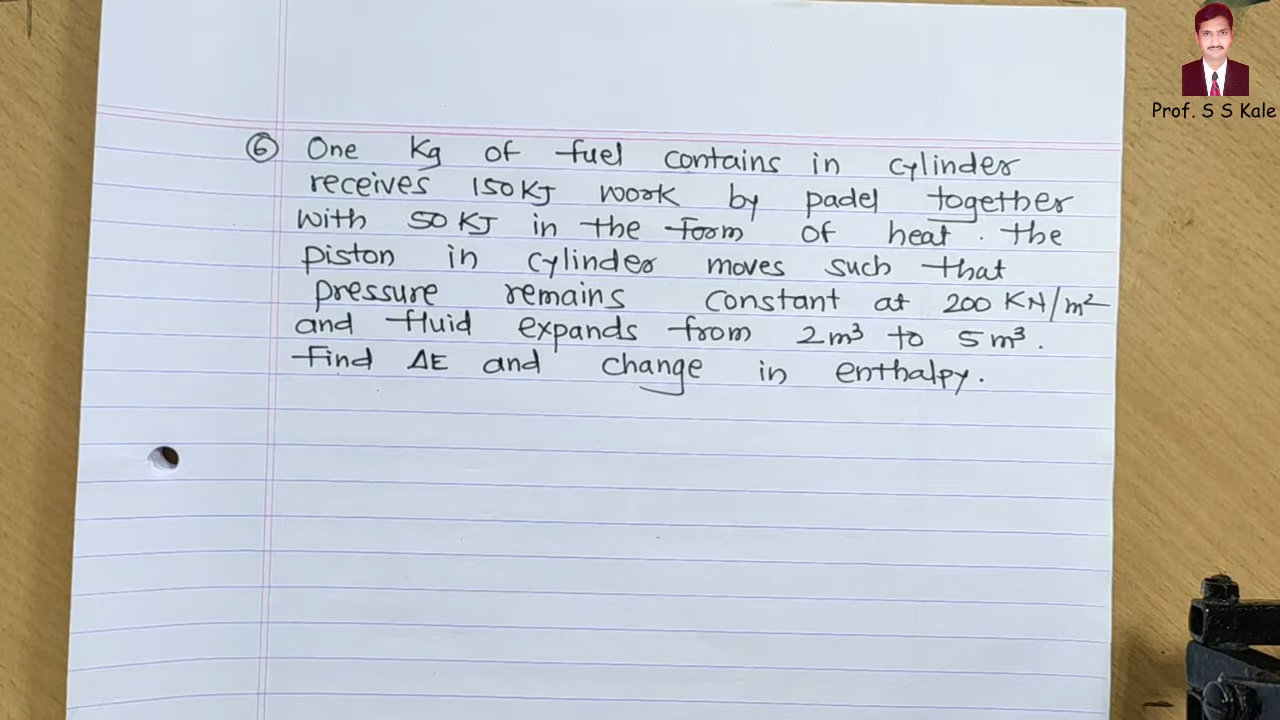 Prof. S S Kale
⑥ One Kg of fuel contains in cylinder
receives 150KJ work by padel together
with 50 KJ in the form of heat. the
piston in cylinder moves such that
pressure remains constant at 200 KN/m²
and fluid expands from 2m³ to 5m³.
find ΔE and change in enthalpy.